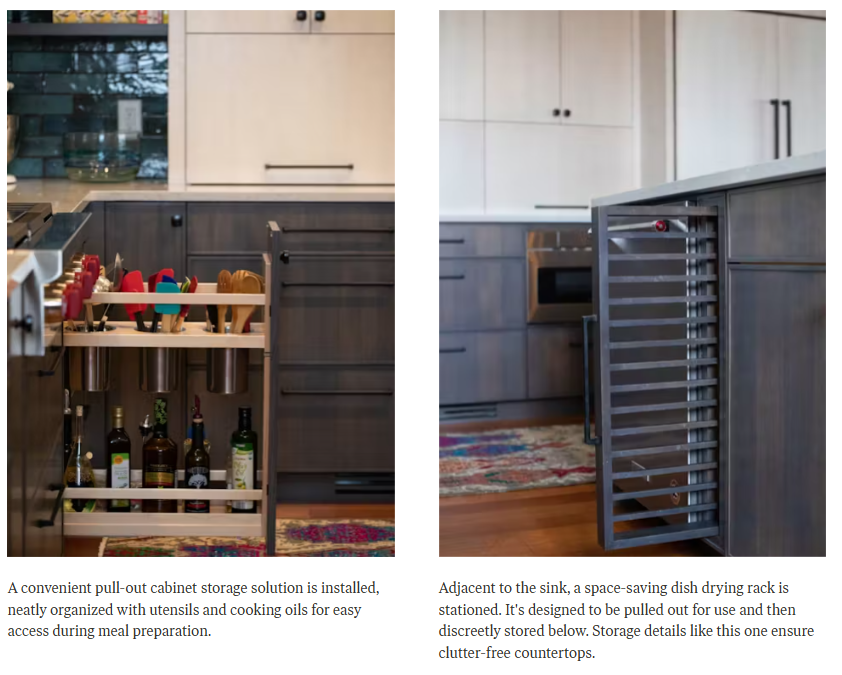 A convenient pull-out cabinet storage solution is installed,
neatly organized with utensils and cooking oils for easy
access during meal preparation.
Adjacent to the sink, a space-saving dish drying rack is
stationed. It's designed to be pulled out for use and then
discreetly stored below. Storage details like this one ensure
clutter-free countertops.